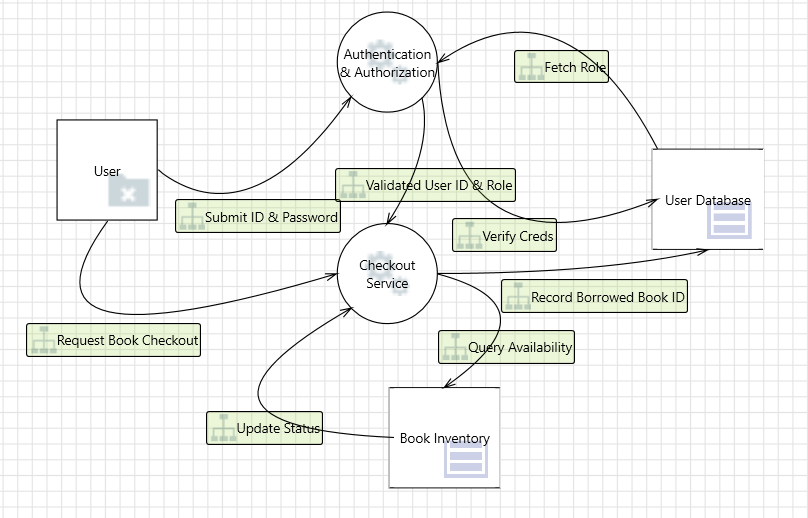 Authentication
& Authorization
Fetch Role
User
Validated User ID & Role
User Database
Submit ID & Password
Verify Creds
Checkout
Service
Record Borrowed Book ID
Request Book Checkout
Query Availability
Update Status
Book Inventory